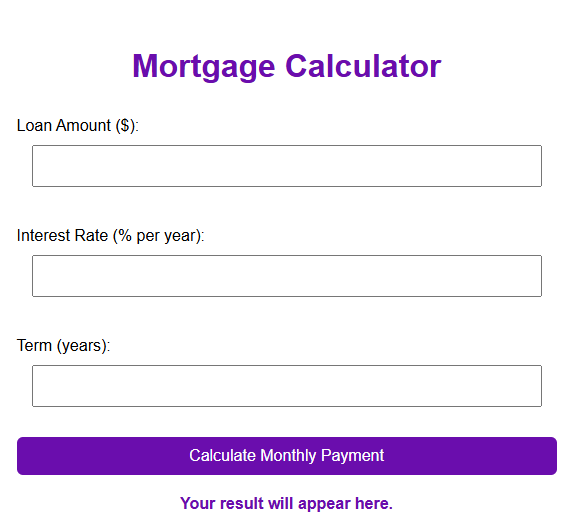 Mortgage Calculator
Loan Amount ($):
Interest Rate (% per year):
Term (years):
Calculate Monthly Payment
Your result will appear here.